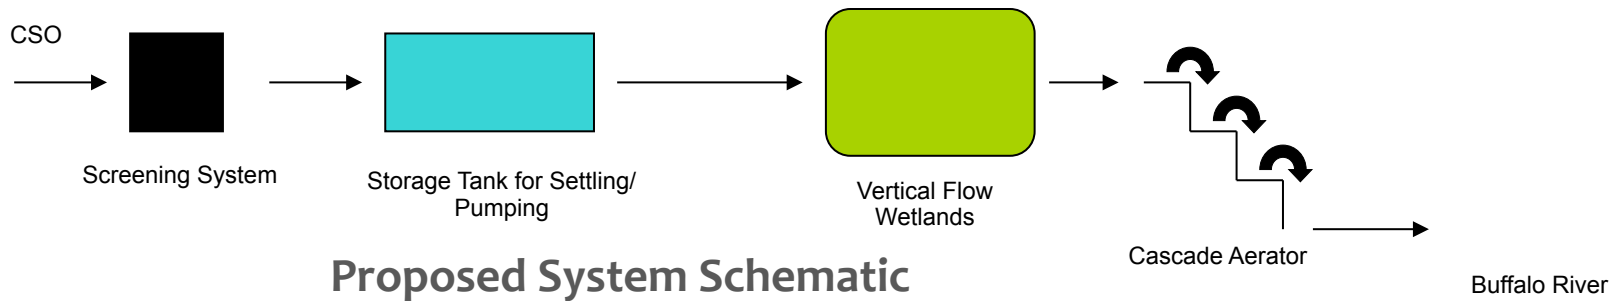 CSO
Screening System
Storage Tank for Settling/
Pumping
Vertical Flow
Wetlands
Cascade Aerator
Buffalo River
Proposed System Schematic